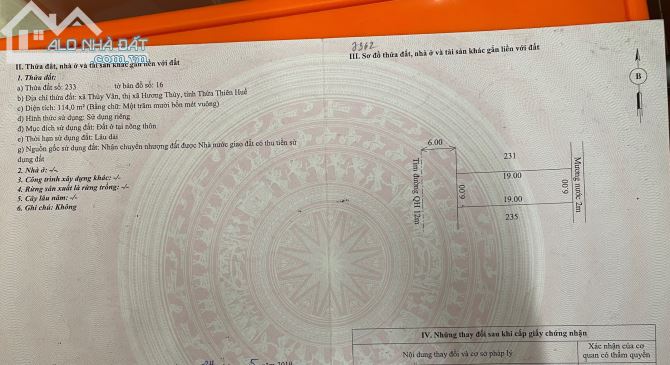 ALO NHÀ ĐẤT
.com.vn
II. Thửa đất, nhà ở và tài sản khác gắn liền với đất
1. Thửa đất:
a) Thửa đất số: 233 tờ bản đồ số: 16
b) Địa chỉ thửa đất: xã Thủy Vân, thị xã Hương Thủy, tỉnh Thừa Thiên Huế
c) Diện tích: 114,0 m² (Bằng chữ: Một trăm mười bốn mét vuông)
d) Hình thức sử dụng: Sử dụng riêng
đ) Mục đích sử dụng đất: Đất ở tại nông thôn
e) Thời hạn sử dụng đất: Lâu dài
g) Nguồn gốc sử dụng đất: Nhận chuyển nhượng đất được Nhà nước giao đất có thu tiền sử
dụng đất
2. Nhà ở: -/-
3. Công trình xây dựng khác: -/-
4. Rừng sản xuất là rừng trồng: -/-
5. Cây lâu năm: -/-
6. Ghi chú: Không
III. Sơ đồ thửa đất, nhà ở và tài sản khác gắn liền với đất
B
6.00
231
19.00
Tim đường QH 12m
6.00
6.00
Mương nước 2m
19.00
235
IV. Những thay đổi sau khi cấp giấy chứng nhận
Nội dung thay đổi và cơ sở pháp lý
Xác nhận của cơ
quan có thẩm quyền